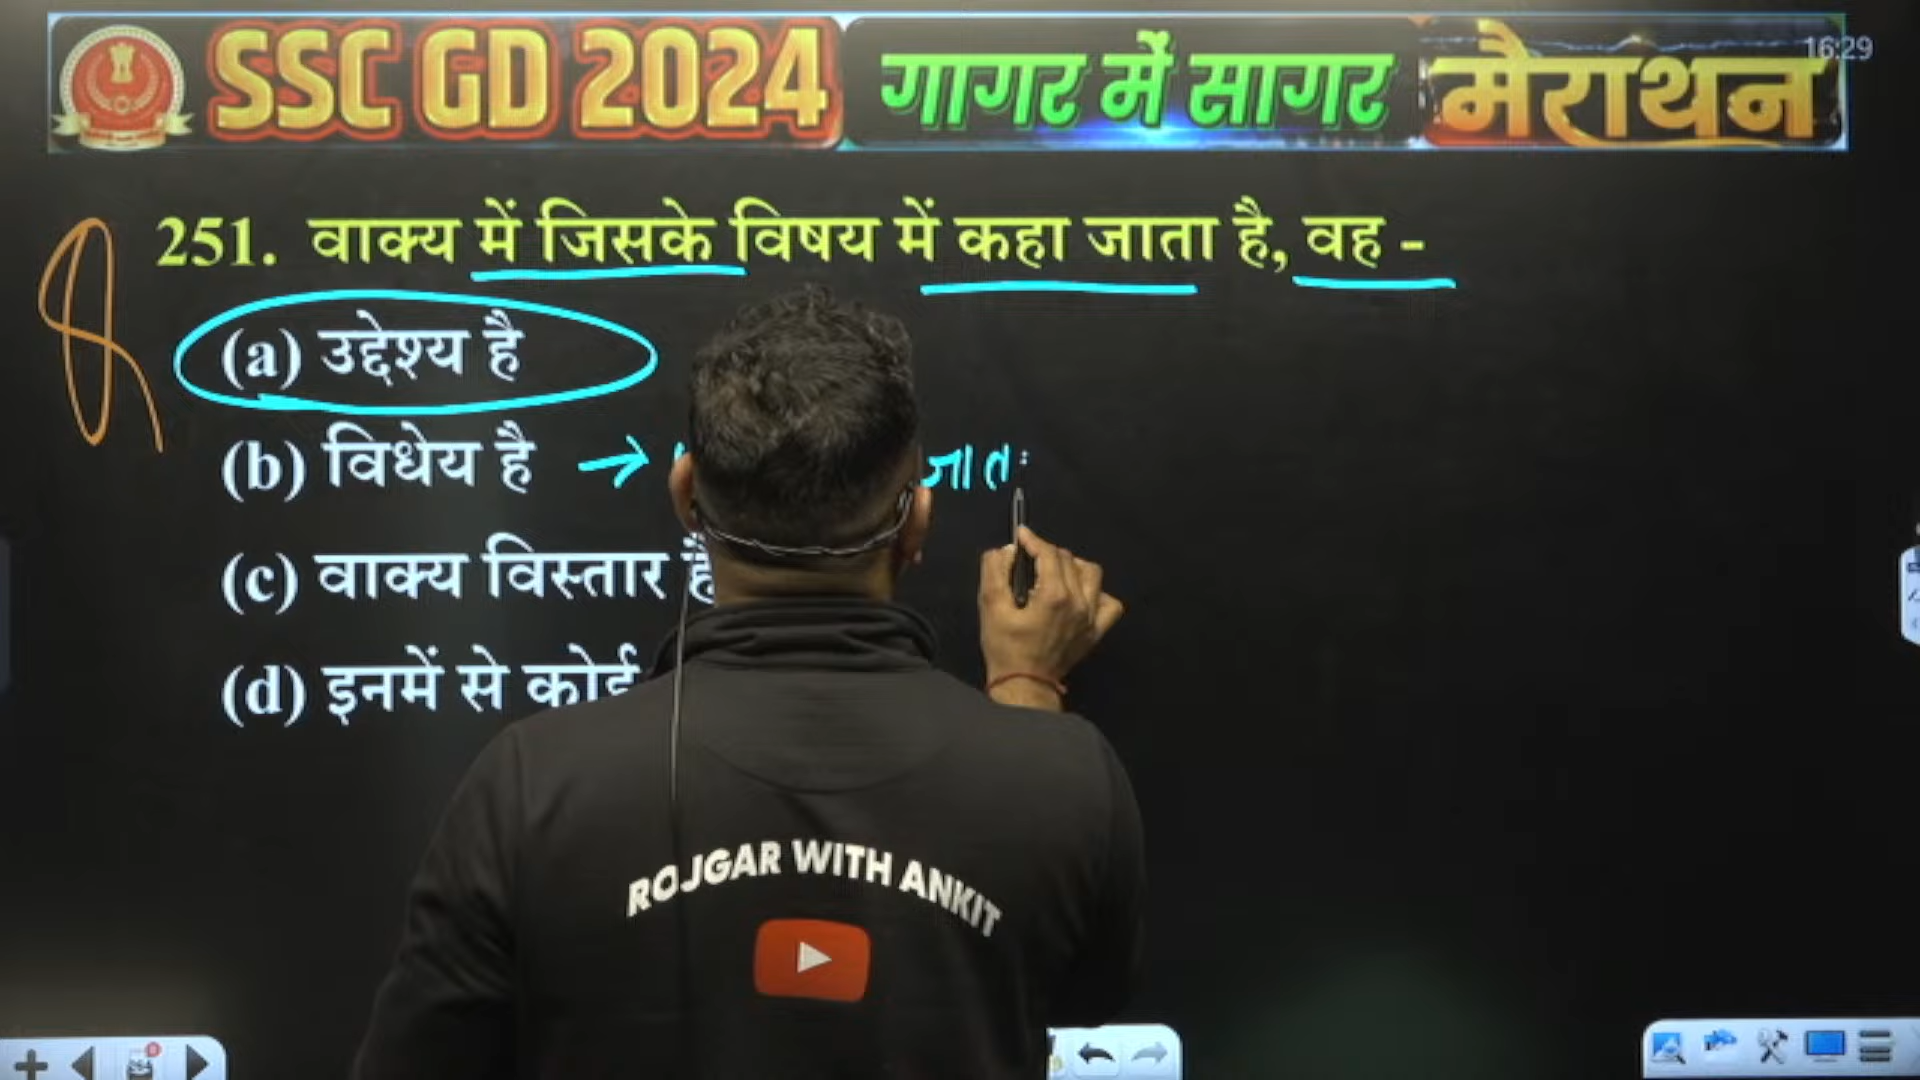 SSC GD 2024 गागर में सागर मैराथन
16:29
251. वाक्य में जिसके विषय में कहा जाता है, वह -
(a) उद्देश्य है
(b) विधेय है →
(c) वाक्य विस्तार है
(d) इनमें से कोई
ROJGAR WITH ANKIT